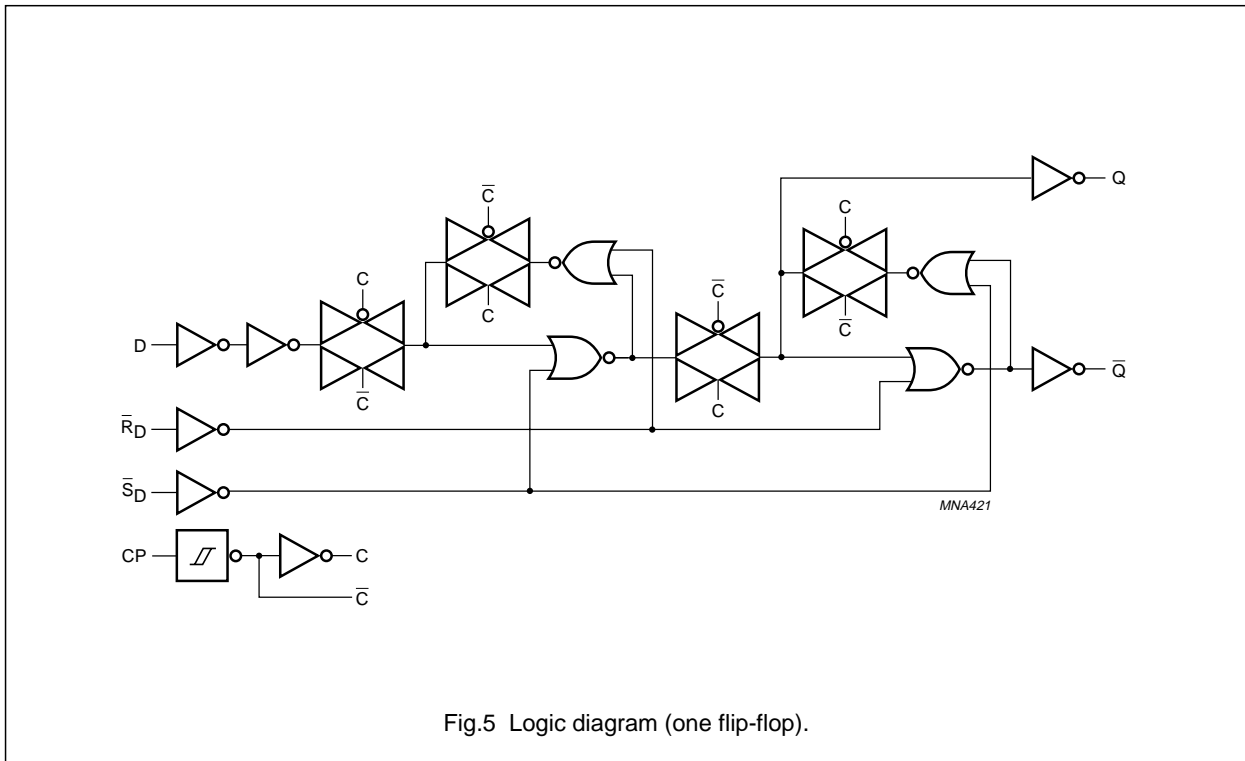 C̅
Q
C
C
C
C̅
D
C̅
C̅
C
Q̅
R̅D
S̅D
MNA421
CP
C
C̅
Fig.5 Logic diagram (one flip-flop).